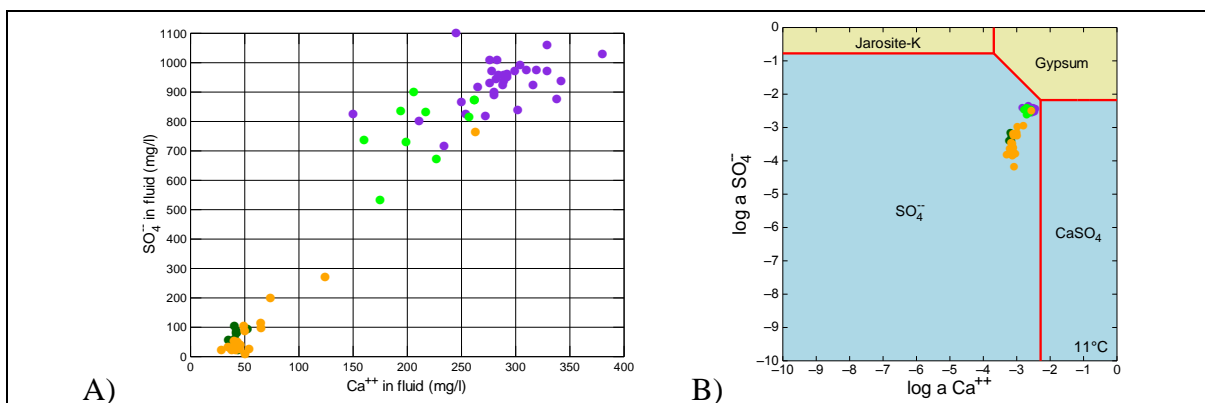 1100
1000
900
800
700
600
500
400
300
200
100
0
SO₄⁻⁻ in fluid (mg/l)
0 50 100 150 200 250 300 350 400
Ca⁺⁺ in fluid (mg/l)
A)
0
–1
–2
–3
–4
–5
–6
–7
–8
–9
–10
log a SO₄⁻⁻
Jarosite-K
Gypsum
SO₄⁻⁻
CaSO₄
11°C
–10 –9 –8 –7 –6 –5 –4 –3 –2 –1 0
log a Ca⁺⁺
B)